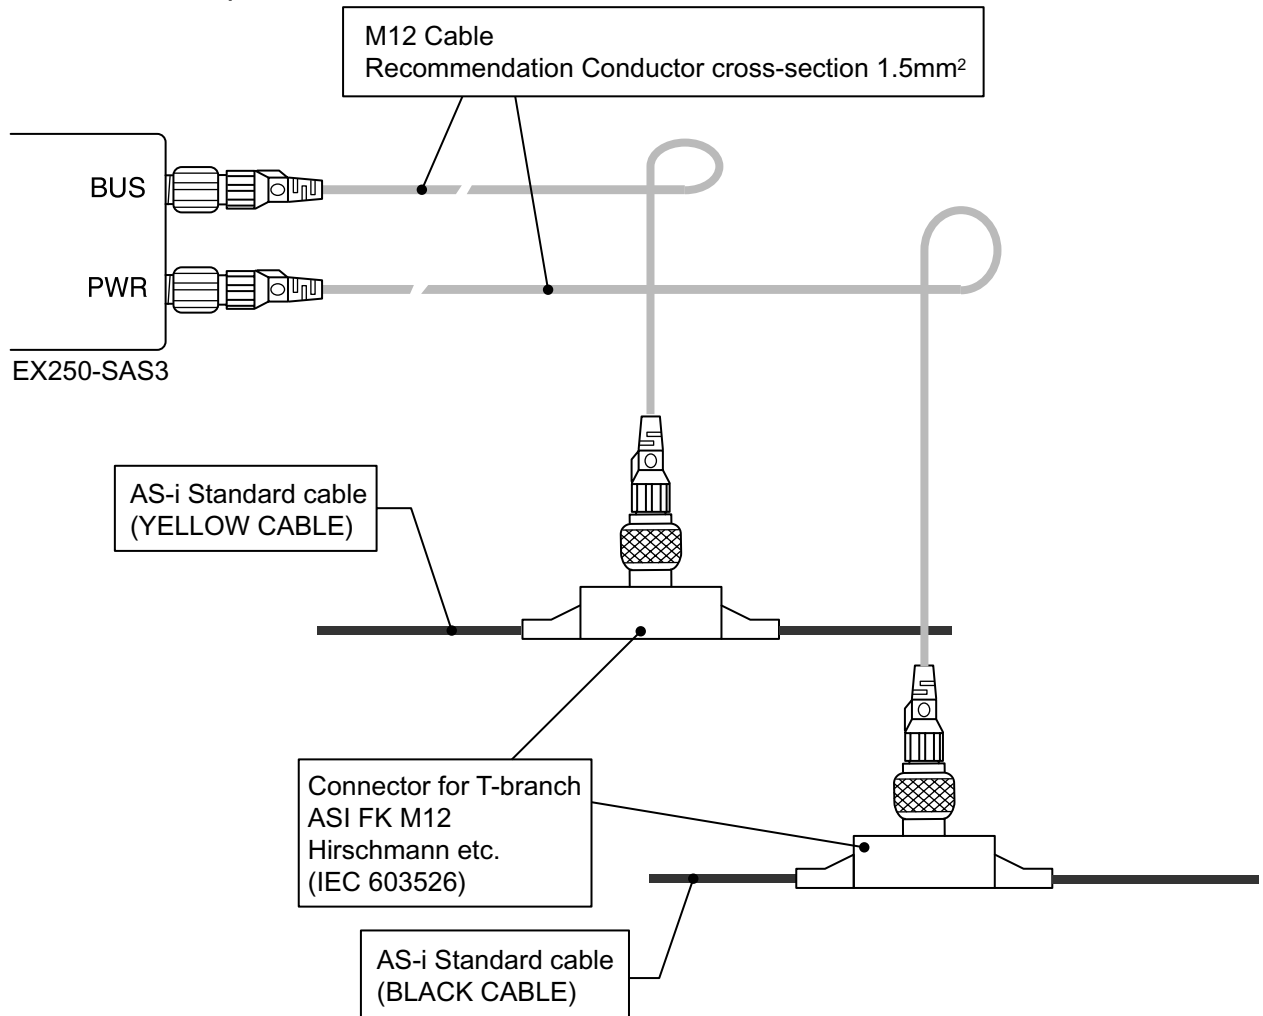 M12 Cable
Recommendation Conductor cross-section 1.5mm²
BUS
PWR
EX250-SAS3
AS-i Standard cable
(YELLOW CABLE)
Connector for T-branch
ASI FK M12
Hirschmann etc.
(IEC 603526)
AS-i Standard cable
(BLACK CABLE)